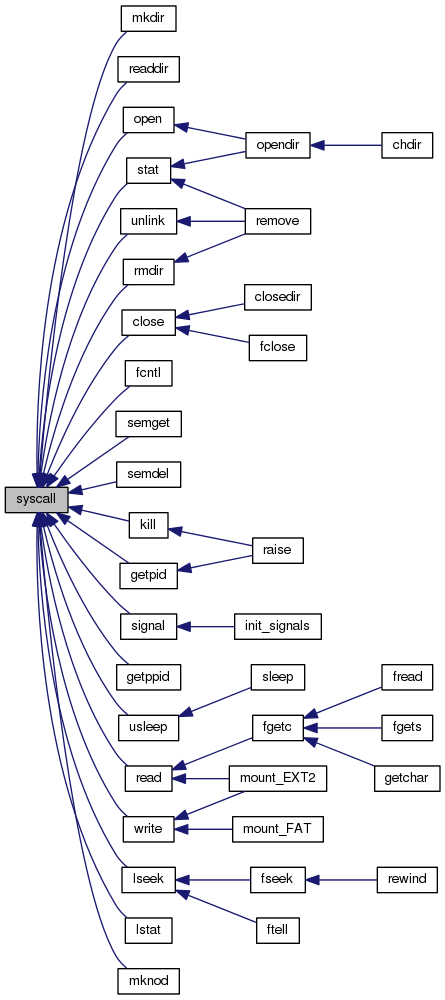 mkdir
readdir
open
opendir
chdir
stat
unlink
remove
rmdir
closedir
close
fclose
fcntl
semget
semdel
syscall
kill
raise
getpid
signal
init_signals
getppid
sleep
fread
usleep
fgetc
fgets
read
mount_EXT2
getchar
write
mount_FAT
lseek
fseek
rewind
lstat
ftell
mknod